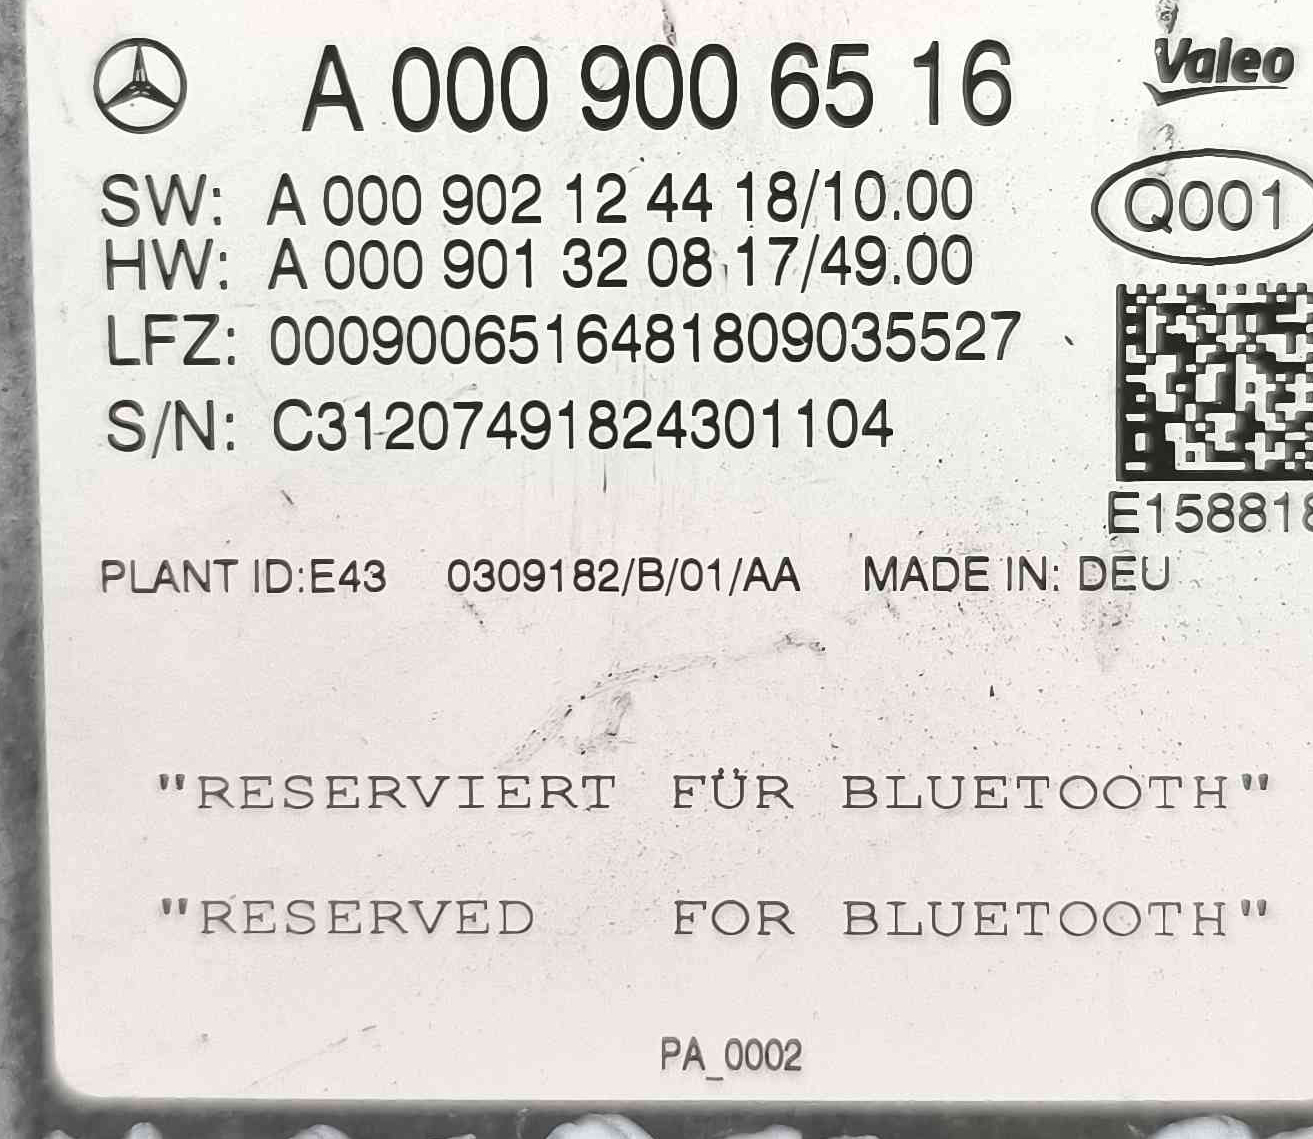 A 000 900 65 16
Valeo
SW: A 000 902 12 44 18/10.00
HW: A 000 901 32 08 17/49.00
Q001
LFZ: 0009006516481809035527
S/N: C31207491824301104
E15881
PLANT ID:E43 0309182/B/01/AA MADE IN: DEU
"RESERVIERT FÜR BLUETOOTH"
"RESERVED FOR BLUETOOTH"
PA_0002